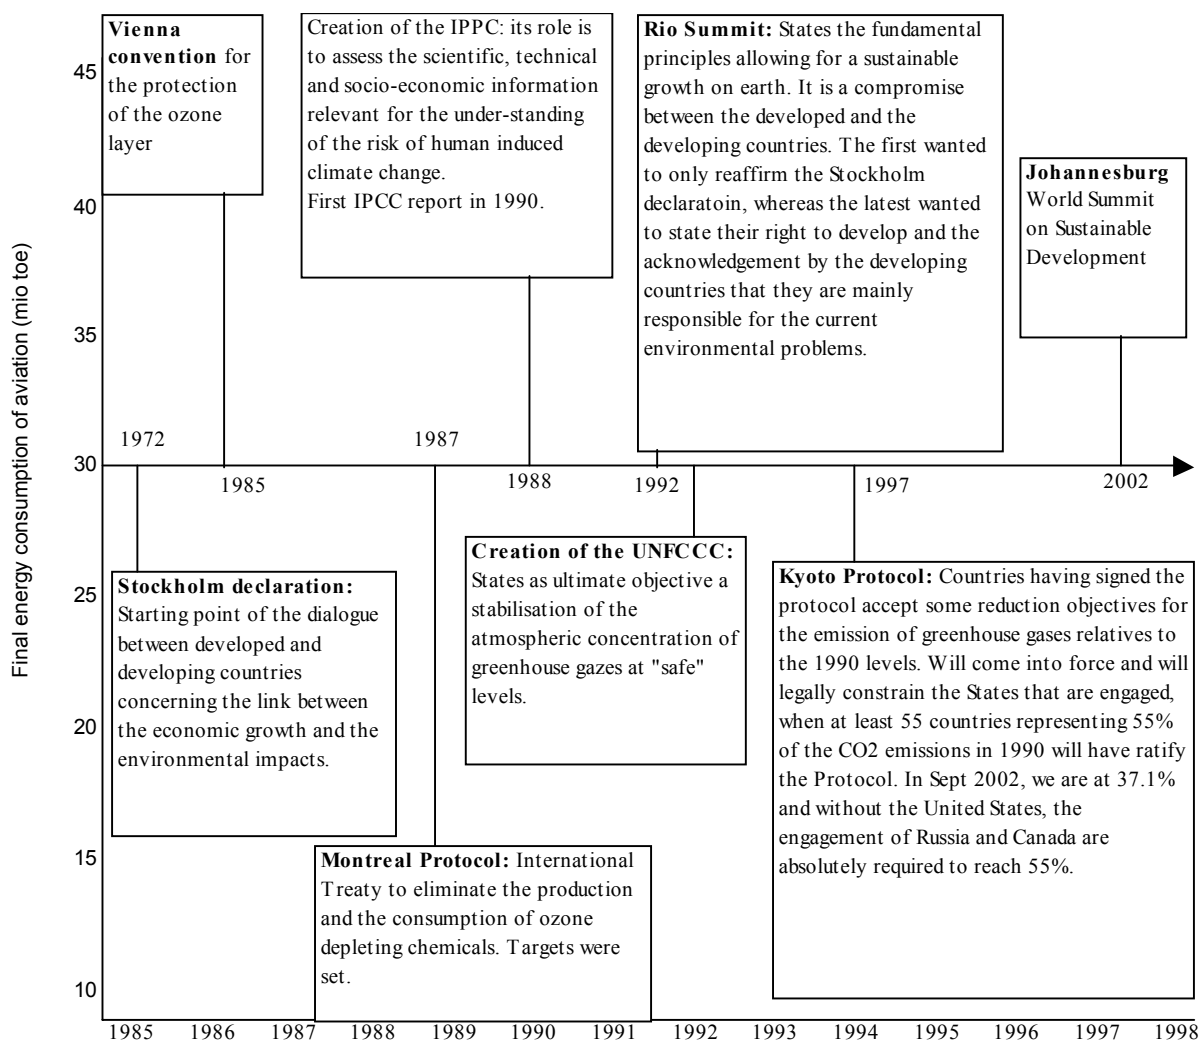 Vienna
convention for
the protection
of the ozone
layer
Creation of the IPPC: its role is
to assess the scientific, technical
and socio-economic information
relevant for the under-standing
of the risk of human induced
climate change.
First IPCC report in 1990.
Rio Summit: States the fundamental
principles allowing for a sustainable
growth on earth. It is a compromise
between the developed and the
developing countries. The first wanted
to only reaffirm the Stockholm
declaratoin, whereas the latest wanted
to state their right to develop and the
acknowledgement by the developing
countries that they are mainly
responsible for the current
environmental problems.
Johannesburg
World Summit
on Sustainable
Development
Final energy consumption of aviation (mio toe)
45
40
35
30
25
20
15
10
1972
1987
1985
1988
1992
1997
2002
Stockholm declaration:
Starting point of the dialogue
between developed and
developing countries
concerning the link between
the economic growth and the
environmental impacts.
Creation of the UNFCCC:
States as ultimate objective a
stabilisation of the
atmospheric concentration of
greenhouse gazes at "safe"
levels.
Kyoto Protocol: Countries having signed the
protocol accept some reduction objectives for
the emission of greenhouse gases relatives to
the 1990 levels. Will come into force and will
legally constrain the States that are engaged,
when at least 55 countries representing 55%
of the CO2 emissions in 1990 will have ratify
the Protocol. In Sept 2002, we are at 37.1%
and without the United States, the
engagement of Russia and Canada are
absolutely required to reach 55%.
Montreal Protocol: International
Treaty to eliminate the production
and the consumption of ozone
depleting chemicals. Targets were
set.
1985 1986 1987 1988 1989 1990 1991 1992 1993 1994 1995 1996 1997 1998